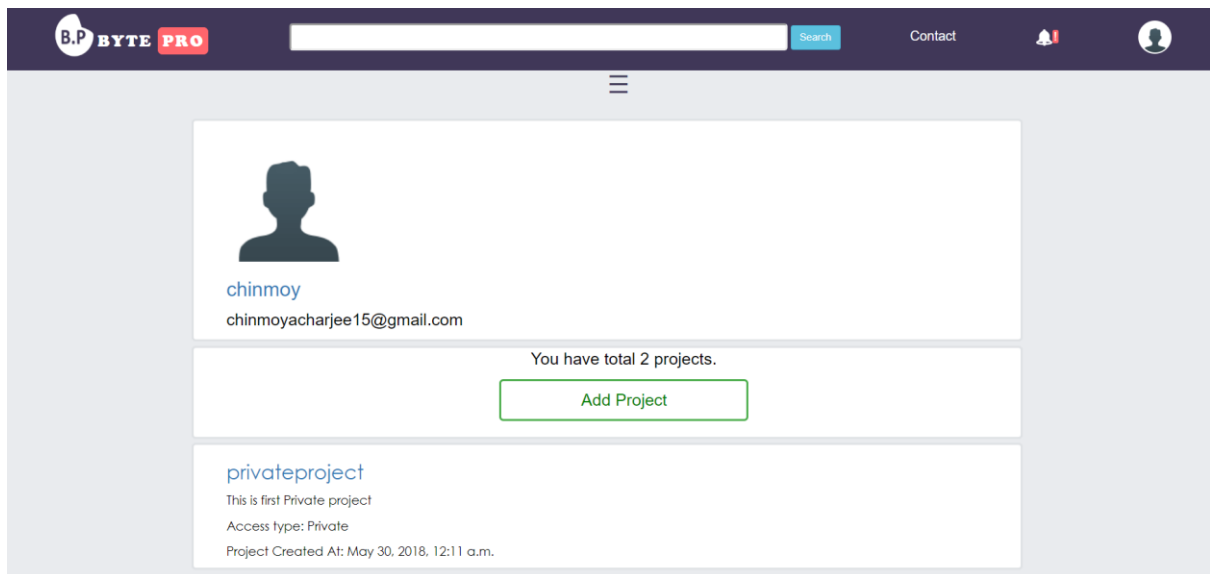 B.P BYTE PRO Search Contact
chinmoy
chinmoyacharjee15@gmail.com
You have total 2 projects.
Add Project
privateproject
This is first Private project
Access type: Private
Project Created At: May 30, 2018, 12:11 a.m.